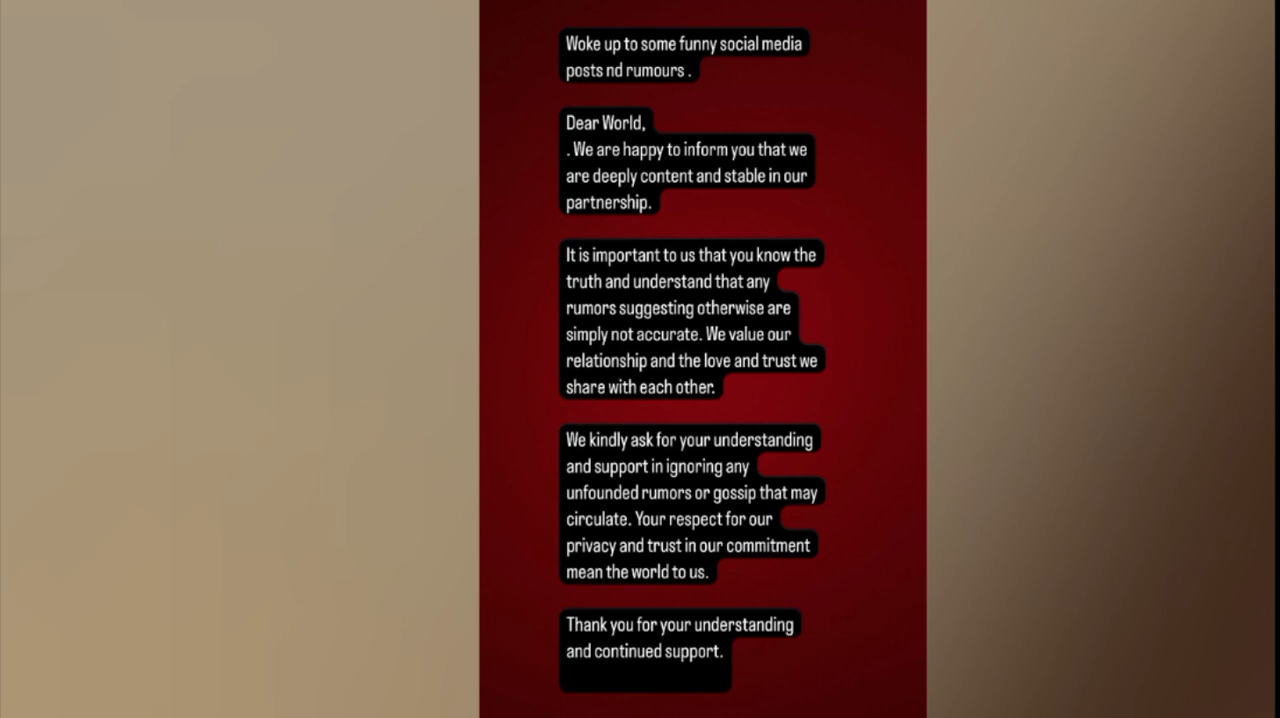 Woke up to some funny social media
posts nd rumours .
Dear World,
. We are happy to inform you that we
are deeply content and stable in our
partnership.
It is important to us that you know the
truth and understand that any
rumors suggesting otherwise are
simply not accurate. We value our
relationship and the love and trust we
share with each other.
We kindly ask for your understanding
and support in ignoring any
unfounded rumors or gossip that may
circulate. Your respect for our
privacy and trust in our commitment
mean the world to us.
Thank you for your understanding
and continued support.